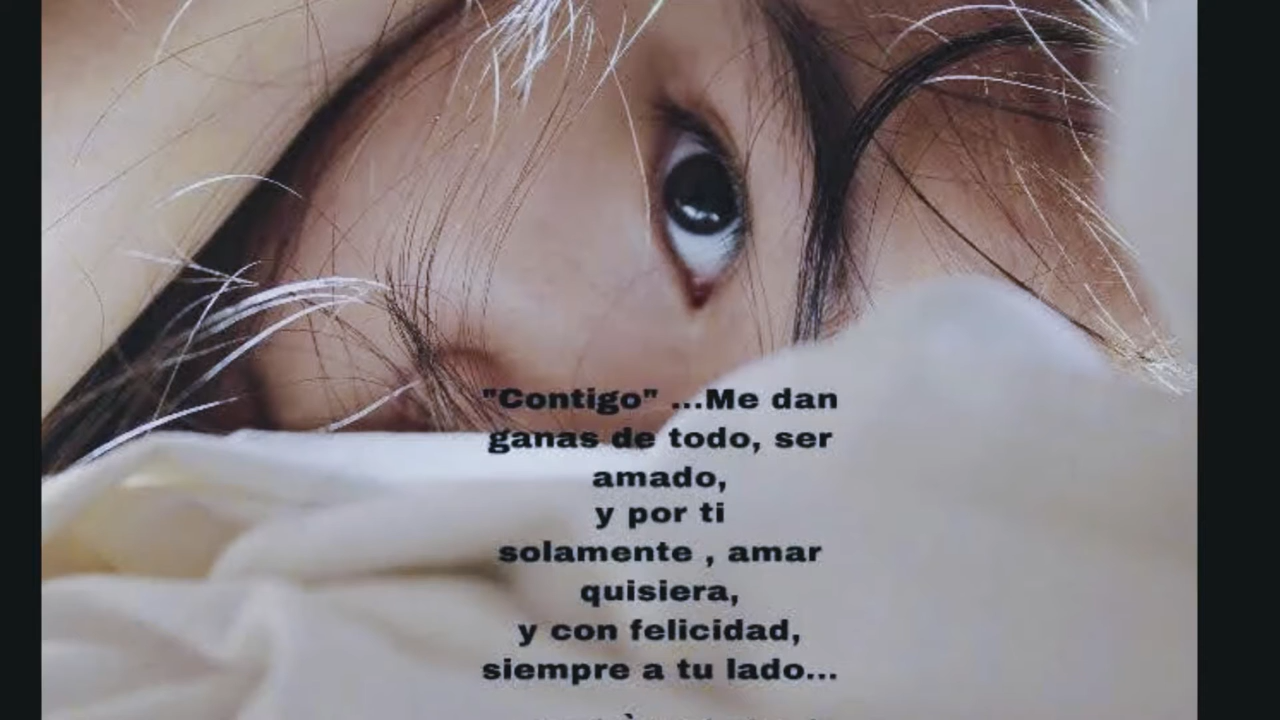 "Contigo" ...Me dan
ganas de todo, ser
amado,
y por ti
solamente , amar
quisiera,
y con felicidad,
siempre a tu lado...